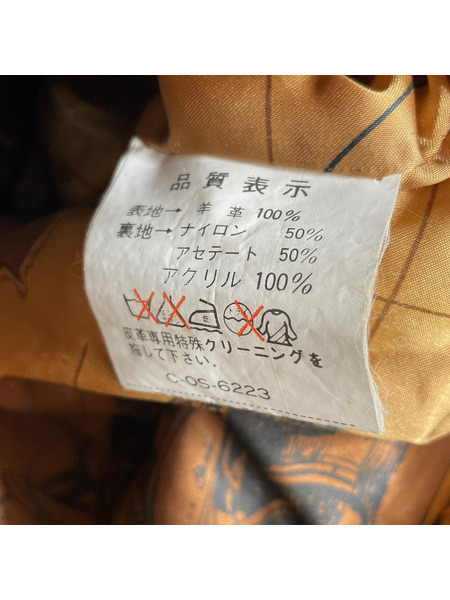 品質表示
表地→ 羊革 100%
裏地→ ナイロン 50%
アセテート 50%
アクリル 100%
皮革専用特殊クリーニングを
施して下さい.
C-OS-6223